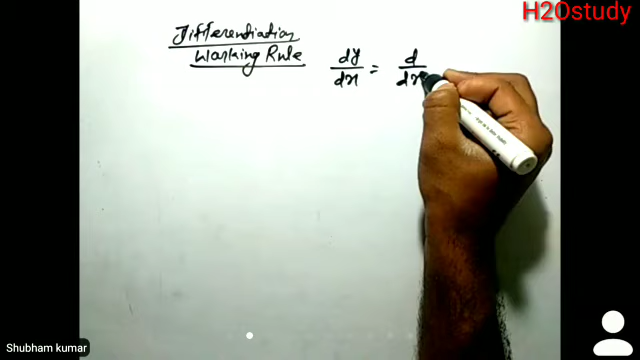 H2Ostudy
Differentiation
Working Rule
dy/dx = d/dx
Shubham kumar